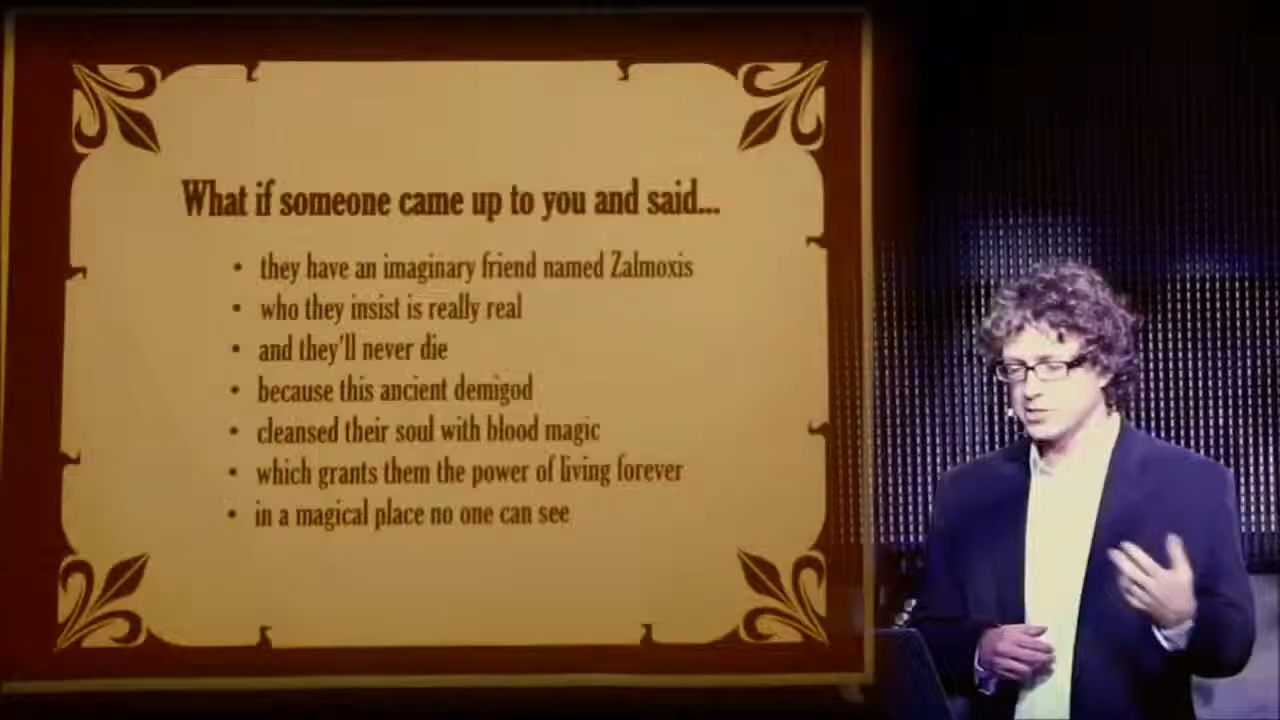 What if someone came up to you and said...
• they have an imaginary friend named Zalmoxis
• who they insist is really real
• and they'll never die
• because this ancient demigod
• cleansed their soul with blood magic
• which grants them the power of living forever
• in a magical place no one can see